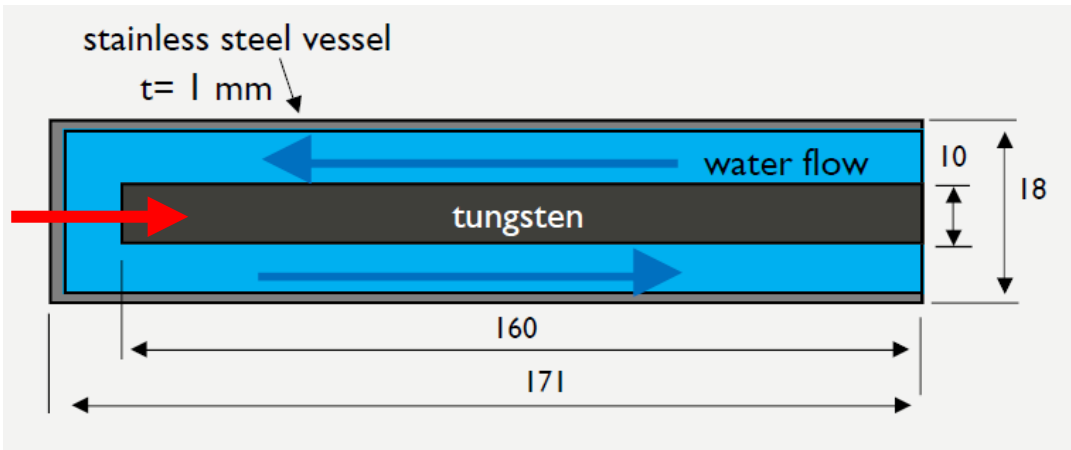 stainless steel vessel
t= 1 mm
water flow
10
18
tungsten
160
171